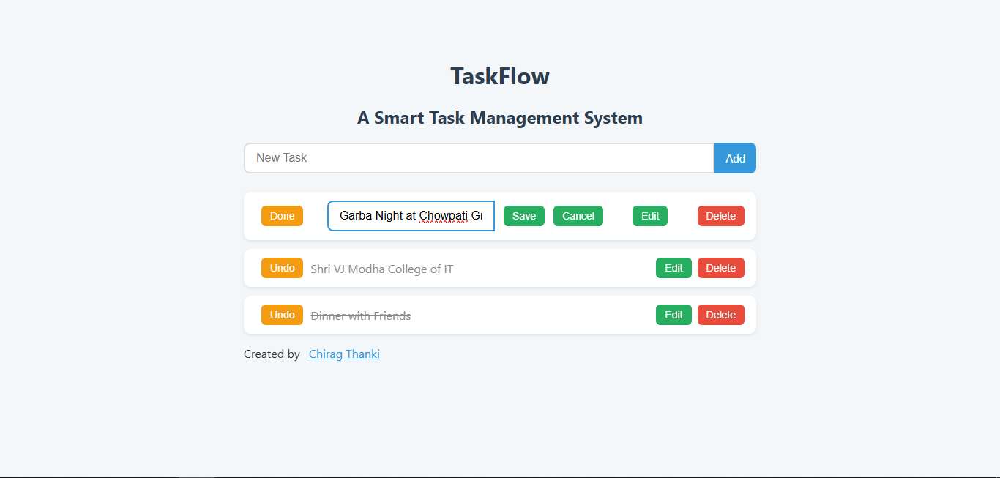 TaskFlow
A Smart Task Management System
New Task Add
Done Garba Night at Chowpati Gr Save Cancel Edit Delete
Undo Shri VJ Modha College of IT Edit Delete
Undo Dinner with Friends Edit Delete
Created by Chirag Thanki